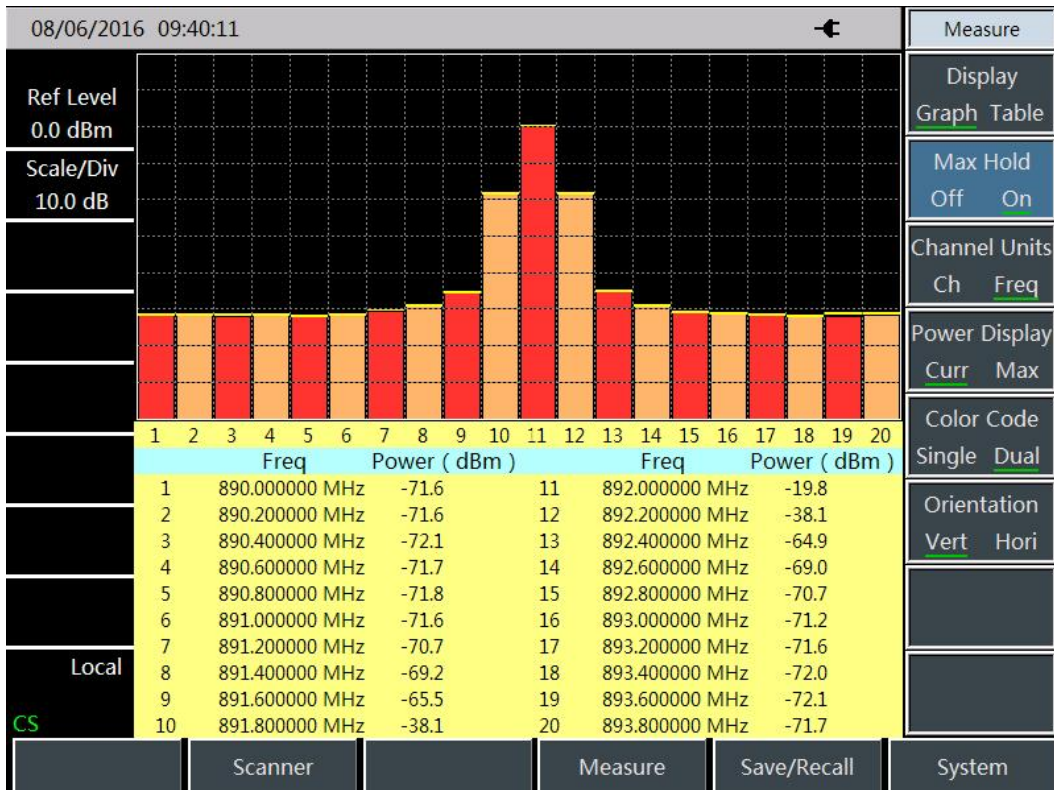 08/06/2016 09:40:11
Ref Level
0.0 dBm
Scale/Div
10.0 dB
Local
CS
1 2 3 4 5 6 7 8 9 10 11 12 13 14 15 16 17 18 19 20
Freq Power ( dBm ) Freq Power ( dBm )
1 890.000000 MHz -71.6 11 892.000000 MHz -19.8
2 890.200000 MHz -71.6 12 892.200000 MHz -38.1
3 890.400000 MHz -72.1 13 892.400000 MHz -64.9
4 890.600000 MHz -71.7 14 892.600000 MHz -69.0
5 890.800000 MHz -71.8 15 892.800000 MHz -70.7
6 891.000000 MHz -71.6 16 893.000000 MHz -71.2
7 891.200000 MHz -70.7 17 893.200000 MHz -71.6
8 891.400000 MHz -69.2 18 893.400000 MHz -72.0
9 891.600000 MHz -65.5 19 893.600000 MHz -72.1
10 891.800000 MHz -38.1 20 893.800000 MHz -71.7
Measure
Display
Graph Table
Max Hold
Off On
Channel Units
Ch Freq
Power Display
Curr Max
Color Code
Single Dual
Orientation
Vert Hori
Scanner Measure Save/Recall System